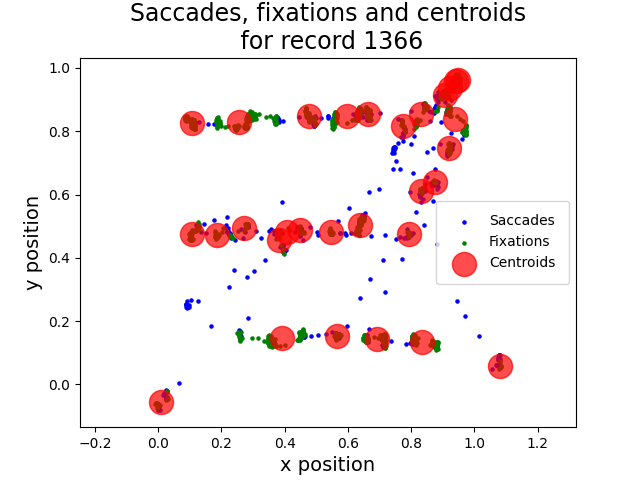 Saccades, fixations and centroids
for record 1366
1.0
0.8
0.6
0.4
0.2
0.0
y position
Saccades
Fixations
Centroids
−0.2
0.0
0.2
0.4
0.6
0.8
1.0
1.2
x position